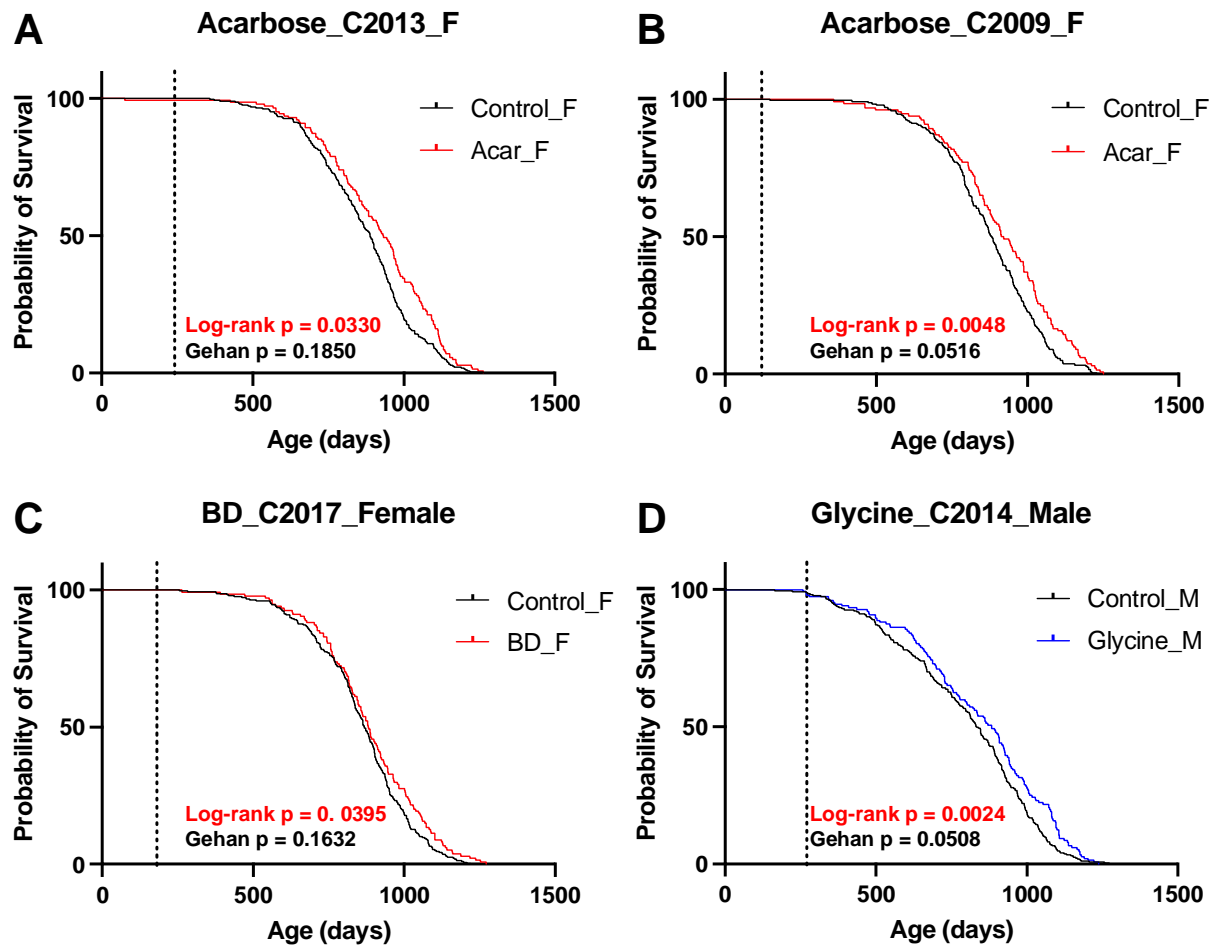 A
Acarbose_C2013_F
Probability of Survival
100
50
0
Control_F
Acar_F
Log-rank p = 0.0330
Gehan p = 0.1850
0 500 1000 1500
Age (days)
B
Acarbose_C2009_F
Probability of Survival
100
50
0
Control_F
Acar_F
Log-rank p = 0.0048
Gehan p = 0.0516
0 500 1000 1500
Age (days)
C
BD_C2017_Female
Probability of Survival
100
50
0
Control_F
BD_F
Log-rank p = 0. 0395
Gehan p = 0.1632
0 500 1000 1500
Age (days)
D
Glycine_C2014_Male
Probability of Survival
100
50
0
Control_M
Glycine_M
Log-rank p = 0.0024
Gehan p = 0.0508
0 500 1000 1500
Age (days)